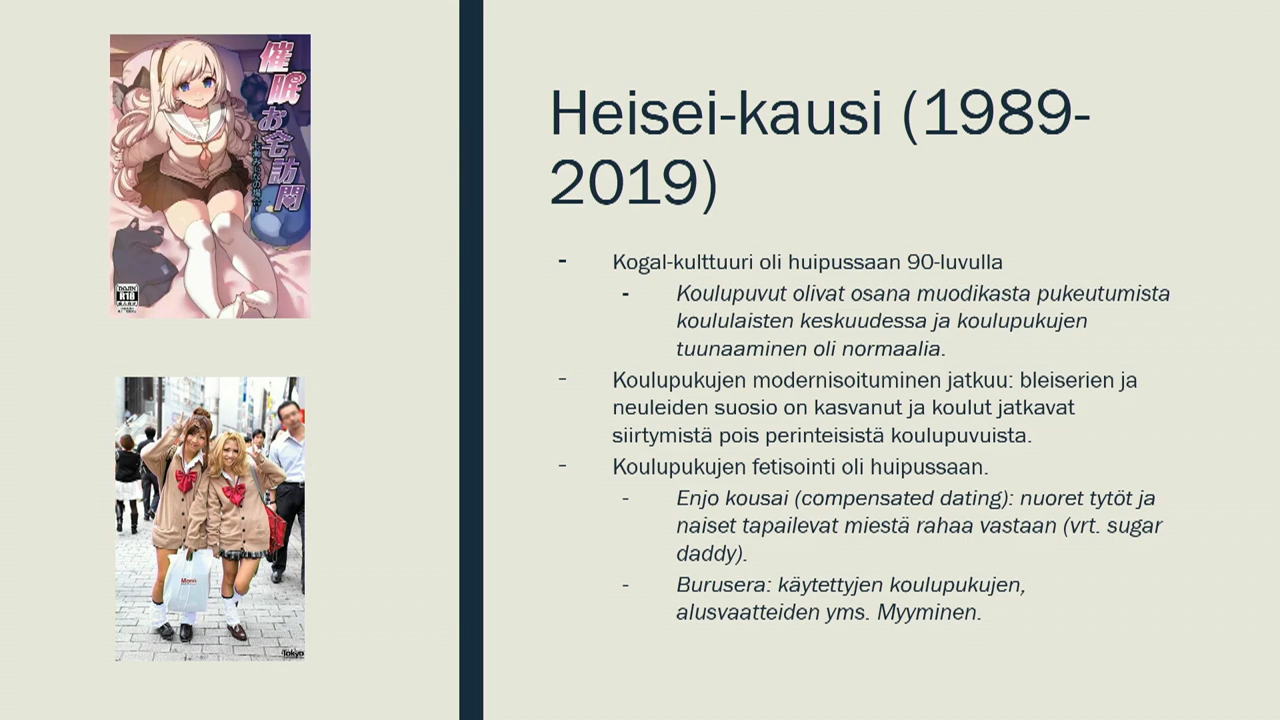 催眠お宅訪問
DOJIN
R18
Heisei-kausi (1989-
2019)
- Kogal-kulttuuri oli huipussaan 90-luvulla
- Koulupuvut olivat osana muodikasta pukeutumista
koululaisten keskuudessa ja koulupukujen
tuunaaminen oli normaalia.
- Koulupukujen modernisoituminen jatkuu: bleiserien ja
neuleiden suosio on kasvanut ja koulut jatkavat
siirtymistä pois perinteisistä koulupuvuista.
- Koulupukujen fetisointi oli huipussaan.
- Enjo kousai (compensated dating): nuoret tytöt ja
naiset tapailevat miestä rahaa vastaan (vrt. sugar
daddy).
- Burusera: käytettyjen koulupukujen,
alusvaatteiden yms. Myyminen.
Tokyo